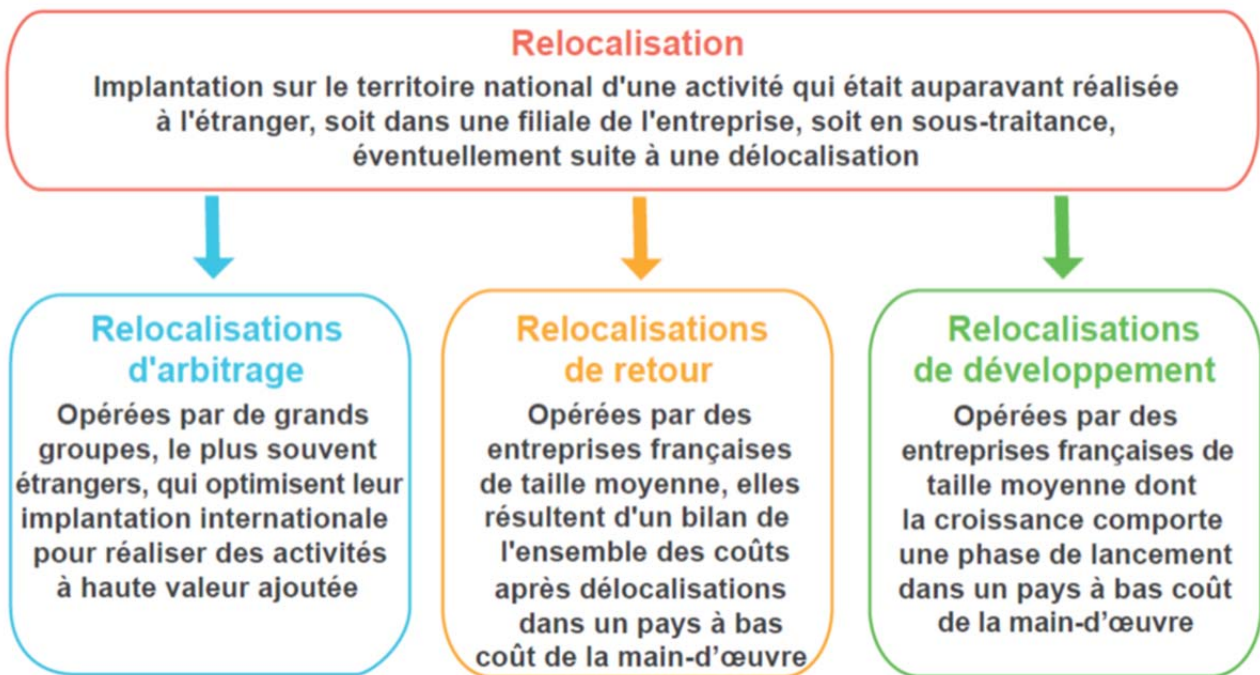 Relocalisation
Implantation sur le territoire national d'une activité qui était auparavant réalisée
à l'étranger, soit dans une filiale de l'entreprise, soit en sous-traitance,
éventuellement suite à une délocalisation
Relocalisations
d'arbitrage
Opérées par de grands
groupes, le plus souvent
étrangers, qui optimisent leur
implantation internationale
pour réaliser des activités
à haute valeur ajoutée
Relocalisations
de retour
Opérées par des
entreprises françaises
de taille moyenne, elles
résultent d'un bilan de
l'ensemble des coûts
après délocalisations
dans un pays à bas
coût de la main-d’œuvre
Relocalisations
de développement
Opérées par des
entreprises françaises de
taille moyenne dont
la croissance comporte
une phase de lancement
dans un pays à bas coût
de la main-d’œuvre